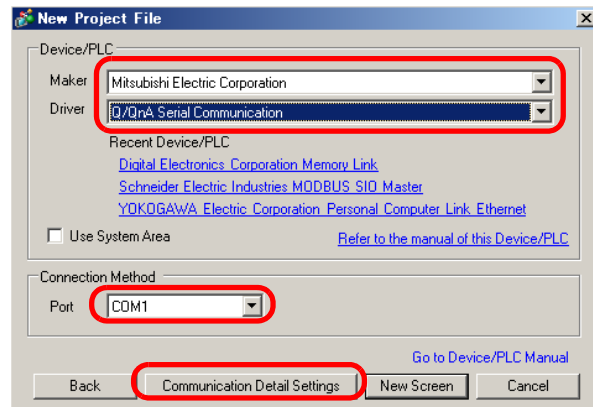 New Project File
Device/PLC
Maker Mitsubishi Electric Corporation
Driver Q/QnA Serial Communication
Recent Device/PLC
Digital Electronics Corporation Memory Link
Schneider Electric Industries MODBUS SIO Master
YOKOGAWA Electric Corporation Personal Computer Link Ethernet
Use System Area Refer to the manual of this Device/PLC
Connection Method
Port COM1
Go to Device/PLC Manual
Back Communication Detail Settings New Screen Cancel